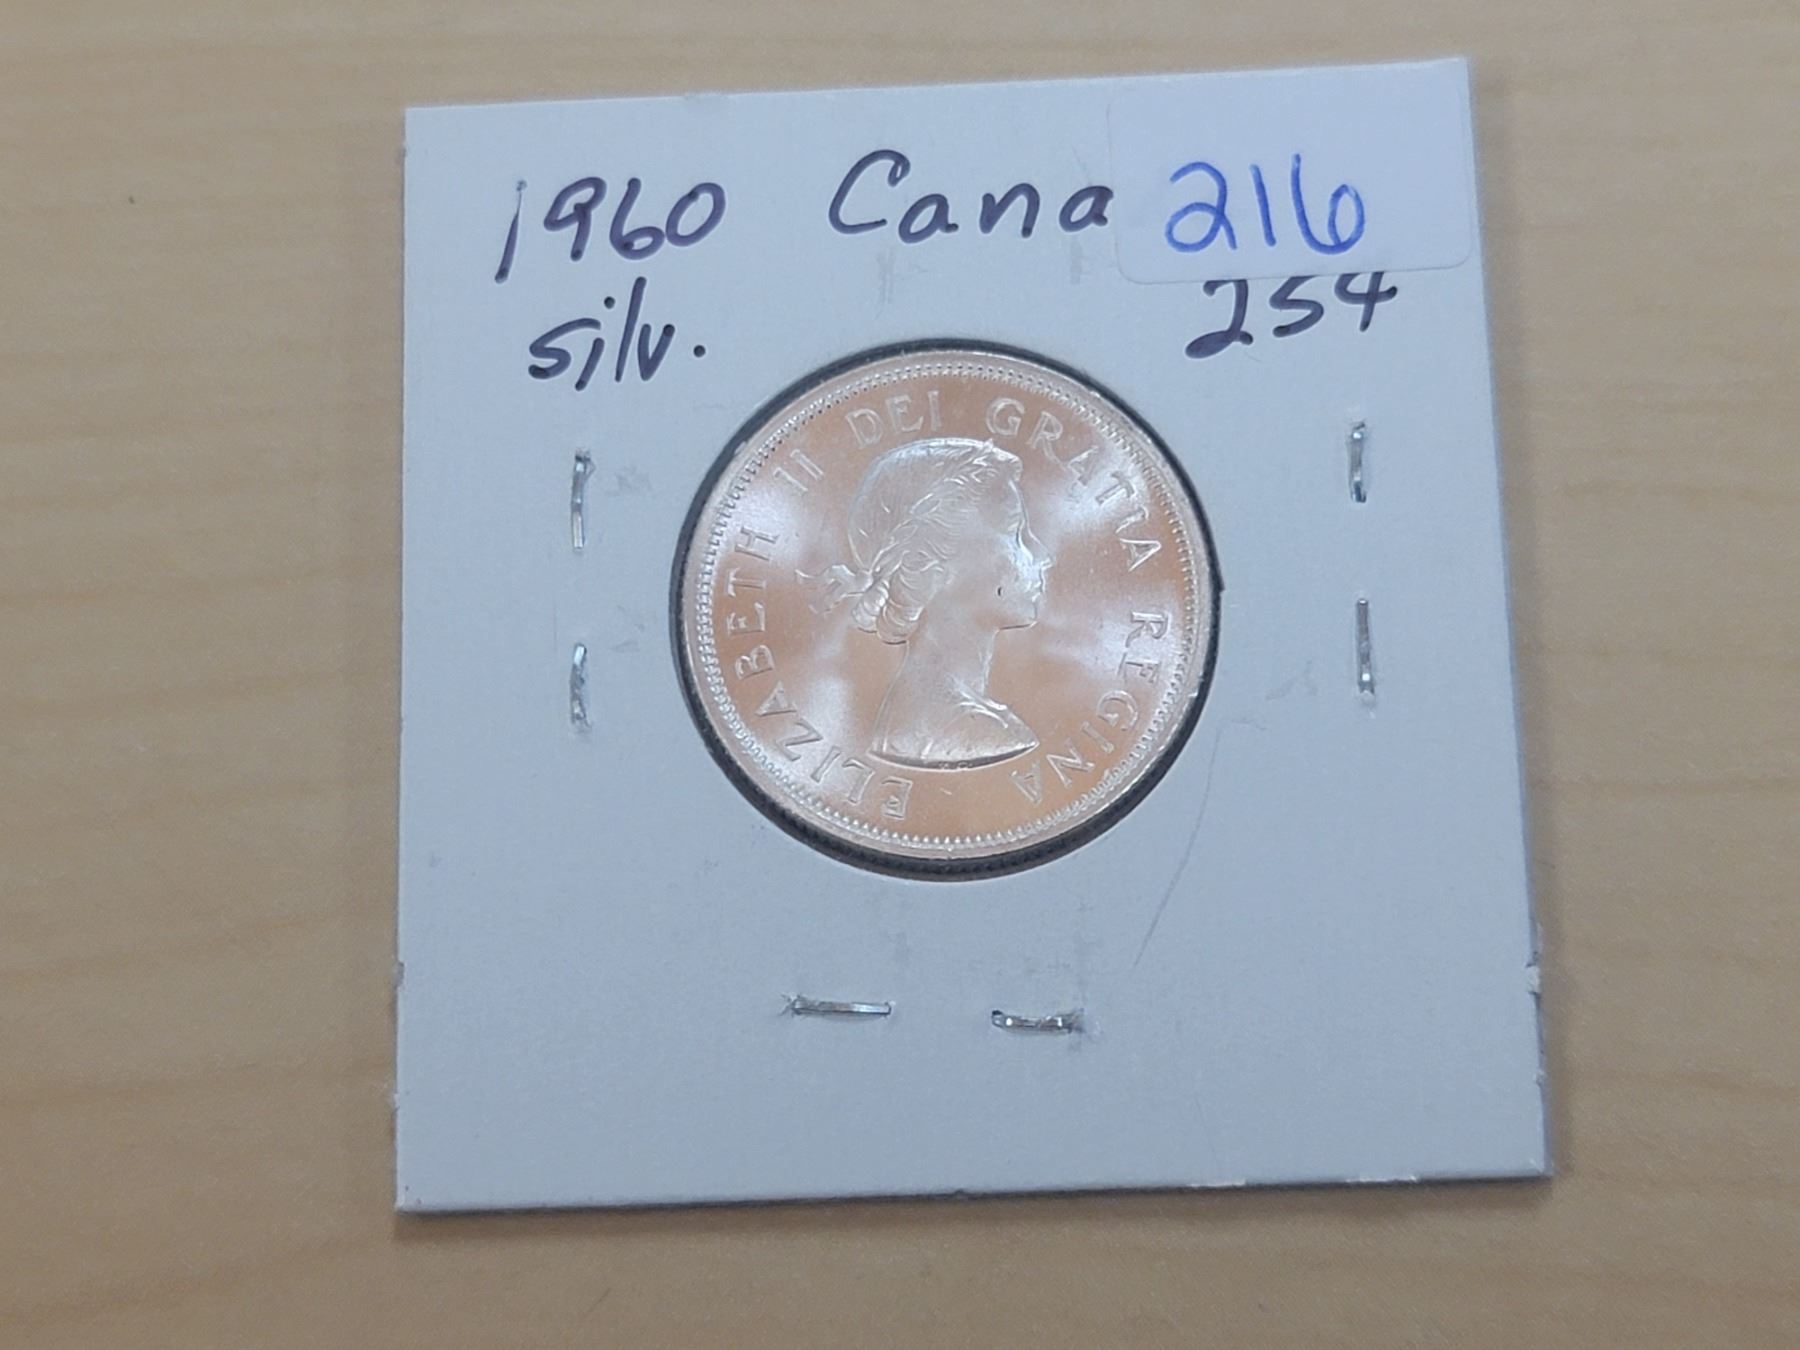 1960 Cana 216
silv. 25¢
ELIZABETH II DEI GRATIA REGINA